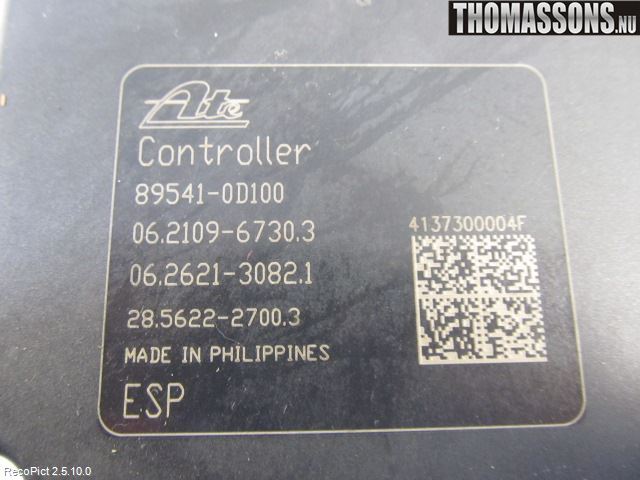 THOMASSONS.NU
Ate
Controller
89541-0D100
06.2109-6730.3
4137300004F
06.2621-3082.1
28.5622-2700.3
MADE IN PHILIPPINES
ESP
RecoPict 2.5.10.0